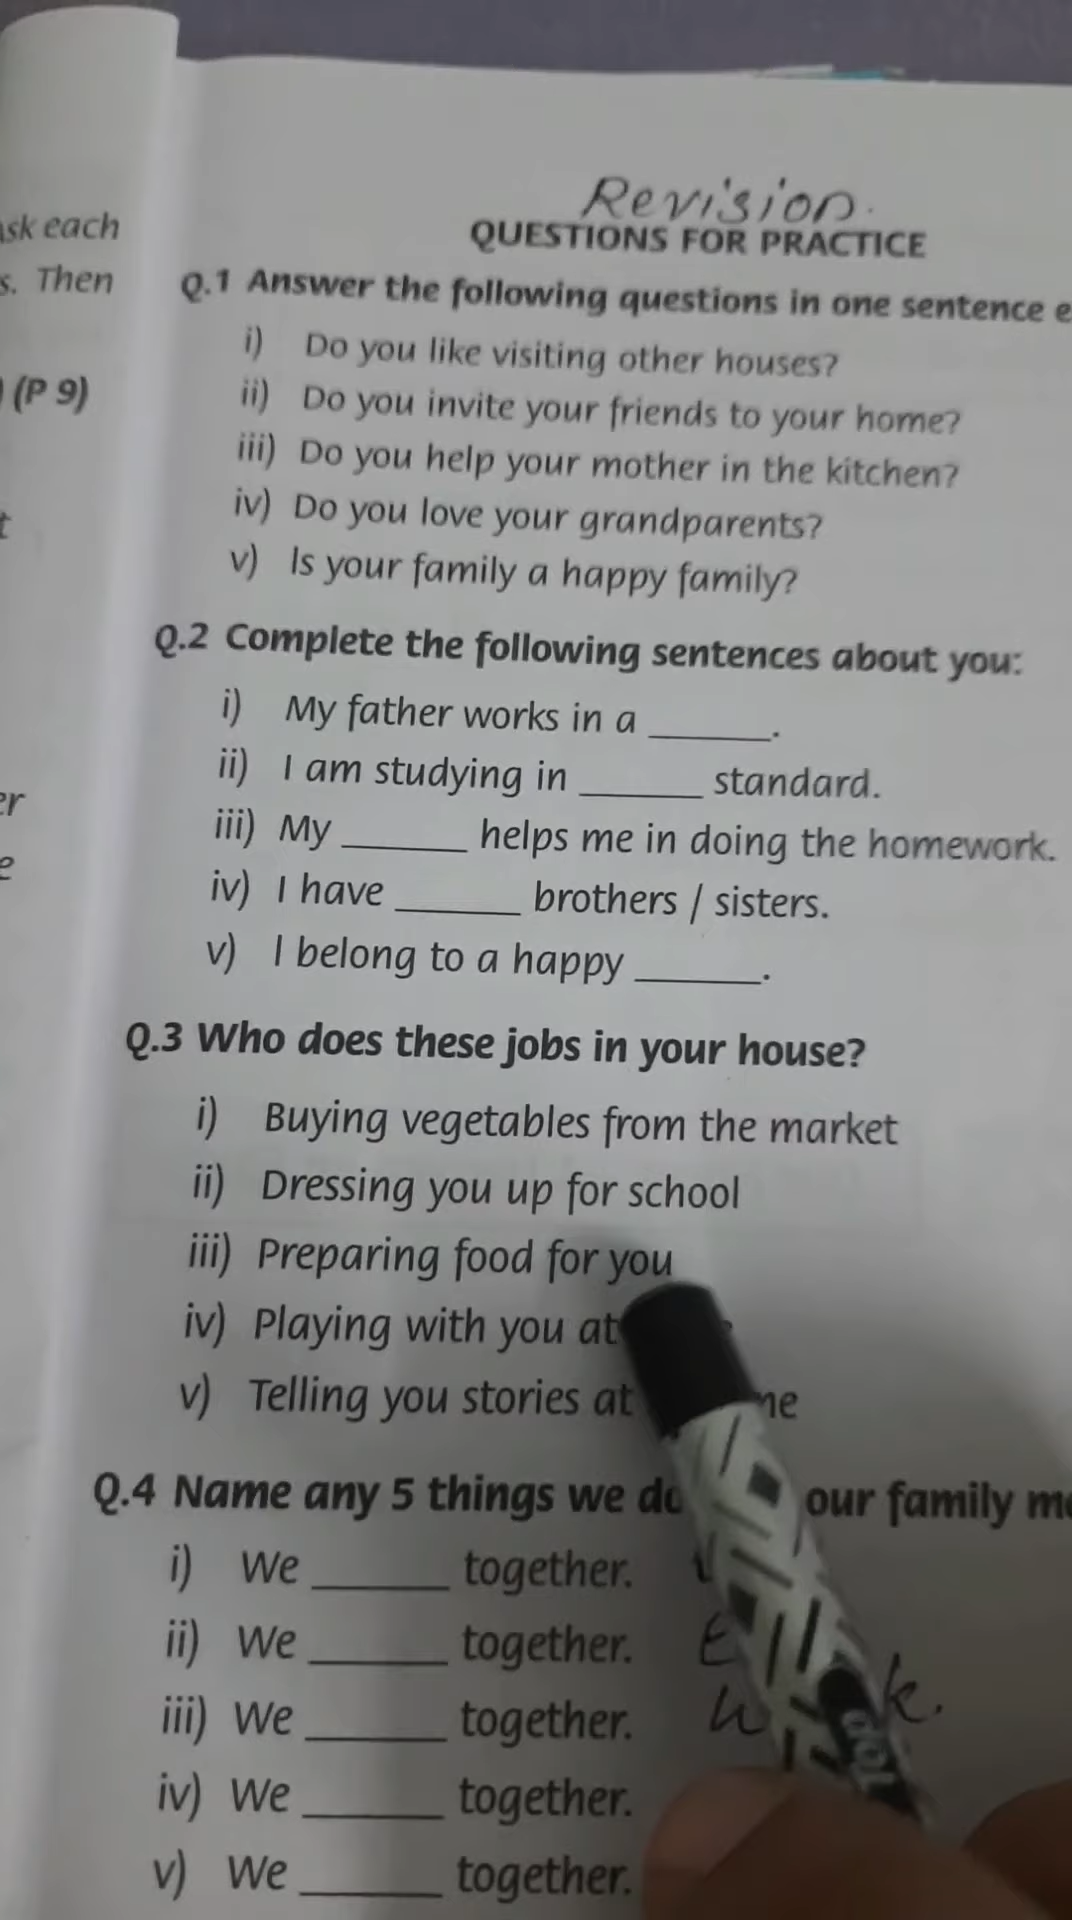 Revision.
QUESTIONS FOR PRACTICE
sk each
s. Then
(P 9)
Q.1 Answer the following questions in one sentence
i) Do you like visiting other houses?
ii) Do you invite your friends to your home?
iii) Do you help your mother in the kitchen?
iv) Do you love your grandparents?
v) Is your family a happy family?
Q.2 Complete the following sentences about you:
i) My father works in a ______.
ii) I am studying in ______ standard.
iii) My ______ helps me in doing the homework.
iv) I have ______ brothers / sisters.
v) I belong to a happy ______.
Q.3 Who does these jobs in your house?
i) Buying vegetables from the market
ii) Dressing you up for school
iii) Preparing food for you
iv) Playing with you at
v) Telling you stories at
Q.4 Name any 5 things we do our family
i) We ______ together.
ii) We ______ together.
iii) We ______ together.
iv) We ______ together.
v) We ______ together.